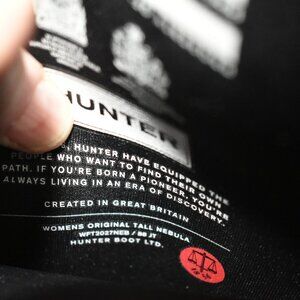 HUNTER
HUNTER HAVE EQUIPPED THE
PEOPLE WHO WANT TO FIND THEIR OWN
PATH. IF YOU'RE BORN A PIONEER, YOU'RE
ALWAYS LIVING IN AN ERA OF DISCOVERY.
CREATED IN GREAT BRITAIN
WOMENS ORIGINAL TALL NEBULA
HUNTER BOOT LTD.